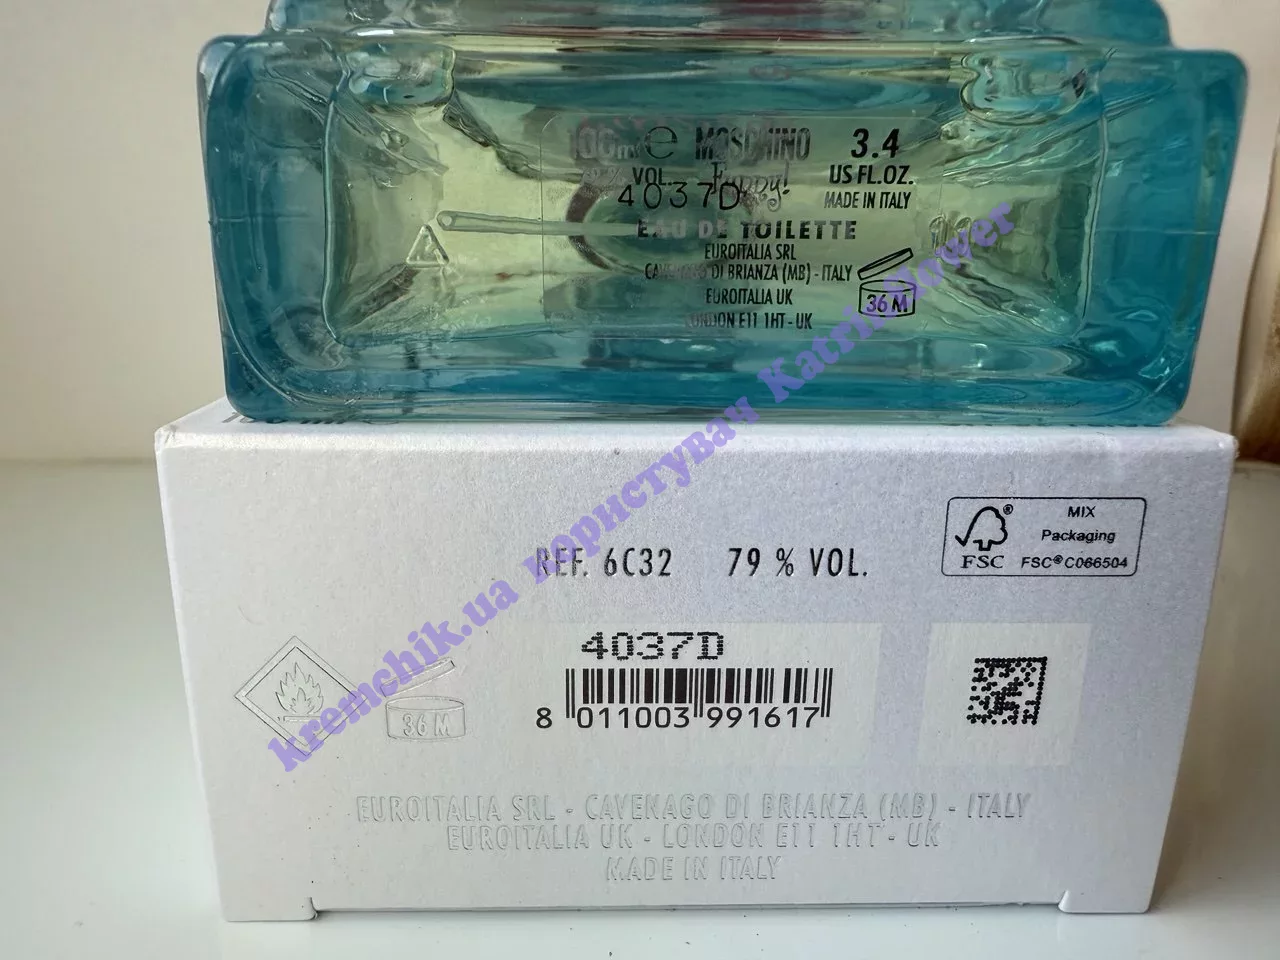 100ml e MOSCHINO 3.4
% VOL. Funny! US FL.OZ.
4037D MADE IN ITALY
EAU DE TOILETTE
EUROITALIA SRL
CAVENAGO DI BRIANZA (MB) - ITALY
EUROITALIA UK
36 M
LONDON E11 1HT - UK
kremchik.ua користувач Katrin flower
REF. 6C32 79 % VOL.
MIX
Packaging
FSC® FSC® C066504
4037D
36 M
8 011003 991617
EUROITALIA SRL - CAVENAGO DI BRIANZA (MB) - ITALY
EUROITALIA UK - LONDON E11 1HT - UK
MADE IN ITALY